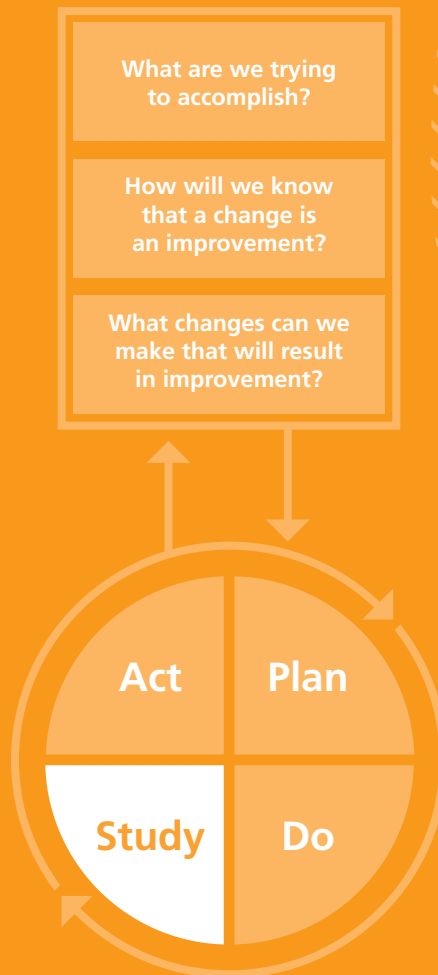 What are we trying
to accomplish?
How will we know
that a change is
an improvement?
What changes can we
make that will result
in improvement?
Act
Plan
Study
Do